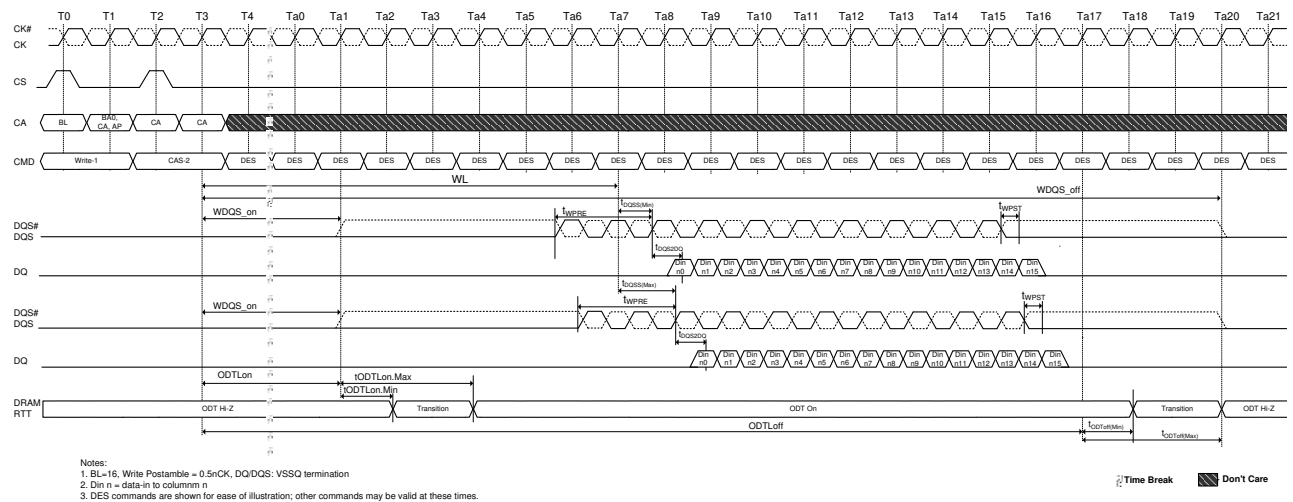 T0 T1 T2 T3 T4 Ta0 Ta1 Ta2 Ta3 Ta4 Ta5 Ta6 Ta7 Ta8 Ta9 Ta10 Ta11 Ta12 Ta13 Ta14 Ta15 Ta16 Ta17 Ta18 Ta19 Ta20 Ta21
CK#
CK
CS
CA BL BA0, CA, AP CA CA
CMD Write-1 CAS-2 DES DES DES DES DES DES DES DES DES DES DES DES DES DES DES DES DES DES DES DES DES DES DES
WL
WDQS_off
WDQS_on tWPRE tDQSS(Min) tWPST
DQS#
DQS
tDQS2DQ
DQ Din n0 Din n1 Din n2 Din n3 Din n4 Din n5 Din n6 Din n7 Din n8 Din n9 Din n10 Din n11 Din n12 Din n13 Din n14 Din n15
tDQSS(Max)
WDQS_on tWPRE tWPST
DQS#
DQS
tDQS2DQ
DQ Din n0 Din n1 Din n2 Din n3 Din n4 Din n5 Din n6 Din n7 Din n8 Din n9 Din n10 Din n11 Din n12 Din n13 Din n14 Din n15
ODTLon tODTLon.Max
tODTLon.Min
DRAM
RTT ODT Hi-Z Transition ODT On Transition ODT Hi-Z
ODTLoff tODToff(Min)
tODToff(Max)
Notes:
1. BL=16, Write Postamble = 0.5nCK, DQ/DQS: VSSQ termination
2. Din n = data-in to columnm n
3. DES commands are shown for ease of illustration; other commands may be valid at these times.
Time Break Don't Care